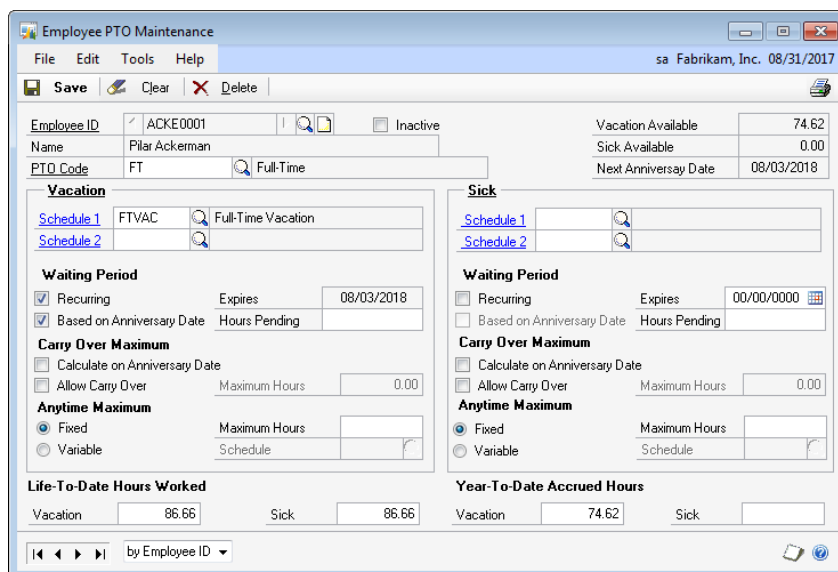 Employee PTO Maintenance
File Edit Tools Help sa Fabrikam, Inc. 08/31/2017
Save Clear Delete
Employee ID ACKE0001 Inactive Vacation Available 74.62
Name Pilar Ackerman Sick Available 0.00
PTO Code FT Full-Time Next Anniversay Date 08/03/2018
Vacation Sick
Schedule 1 FTVAC Full-Time Vacation Schedule 1
Schedule 2 Schedule 2
Waiting Period Waiting Period
Recurring Expires 08/03/2018 Recurring Expires 00/00/0000
Based on Anniversary Date Hours Pending Based on Anniversary Date Hours Pending
Carry Over Maximum Carry Over Maximum
Calculate on Anniversary Date Calculate on Anniversary Date
Allow Carry Over Maximum Hours 0.00 Allow Carry Over Maximum Hours 0.00
Anytime Maximum Anytime Maximum
Fixed Maximum Hours Fixed Maximum Hours
Variable Schedule Variable Schedule
Life-To-Date Hours Worked Year-To-Date Accrued Hours
Vacation 86.66 Sick 86.66 Vacation 74.62 Sick
by Employee ID